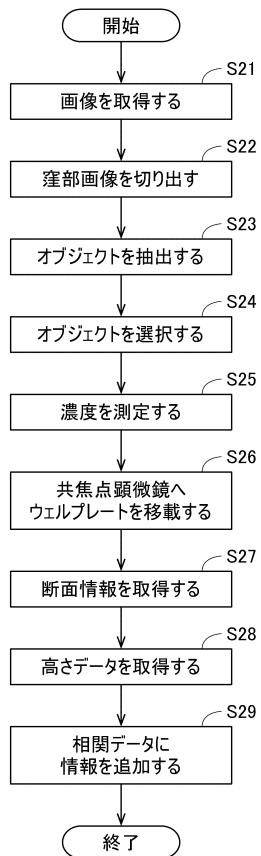 開始
S21
画像を取得する
S22
窪部画像を切り出す
S23
オブジェクトを抽出する
S24
オブジェクトを選択する
S25
濃度を測定する
S26
共焦点顕微鏡へ
ウェルプレートを移載する
S27
断面情報を取得する
S28
高さデータを取得する
S29
相関データに
情報を追加する
終了